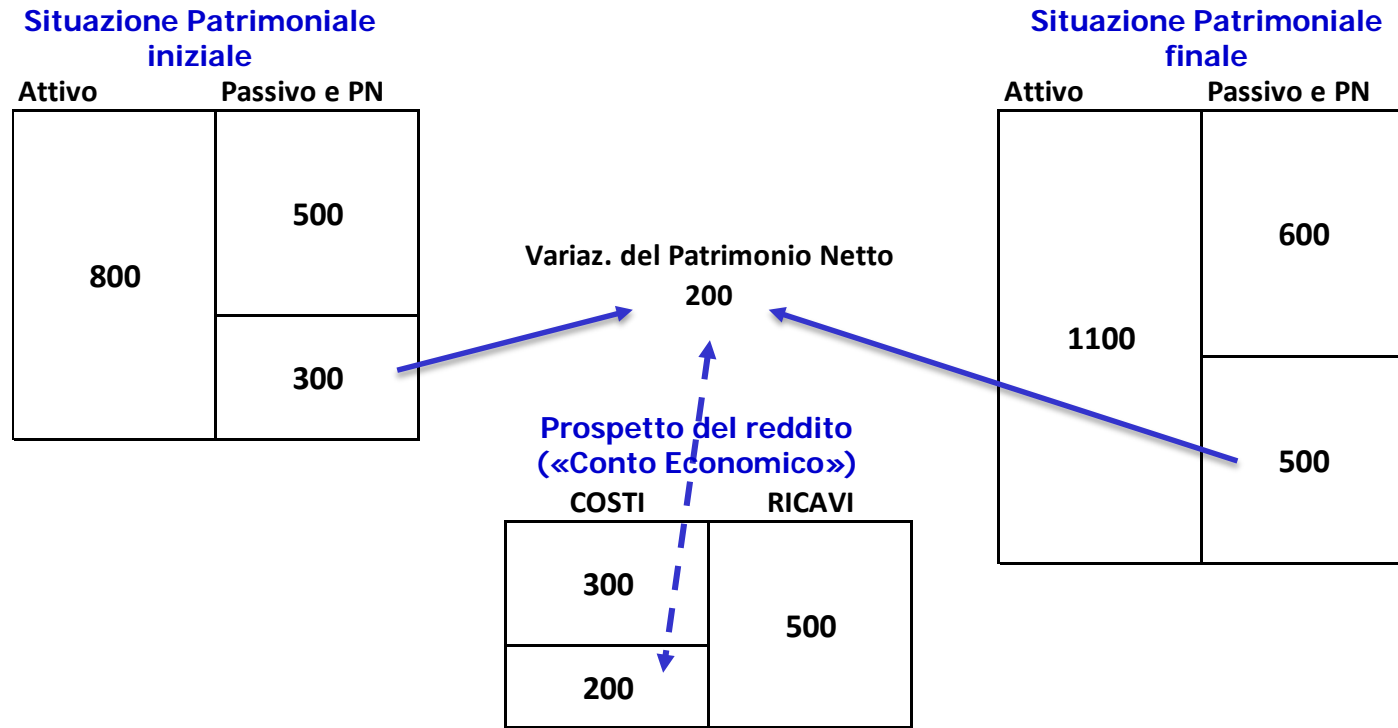 Situazione Patrimoniale
iniziale
Attivo Passivo e PN
800
500
300
Variaz. del Patrimonio Netto
200
Prospetto del reddito
(«Conto Economico»)
COSTI RICAVI
300
200
500
Situazione Patrimoniale
finale
Attivo Passivo e PN
1100
600
500